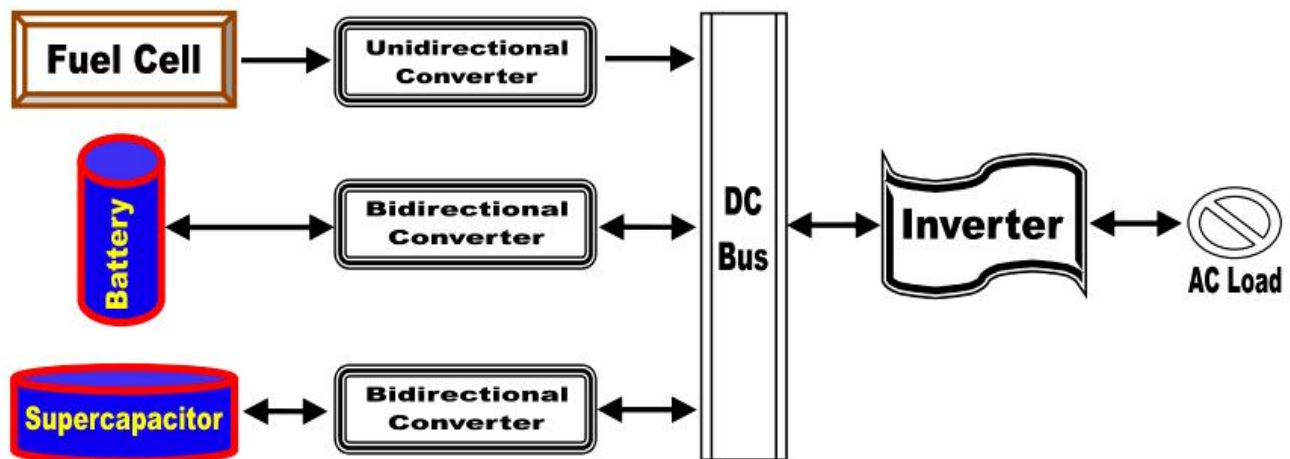 Fuel Cell
Unidirectional
Converter
Battery
Bidirectional
Converter
Supercapacitor
Bidirectional
Converter
DC
Bus
Inverter
AC Load